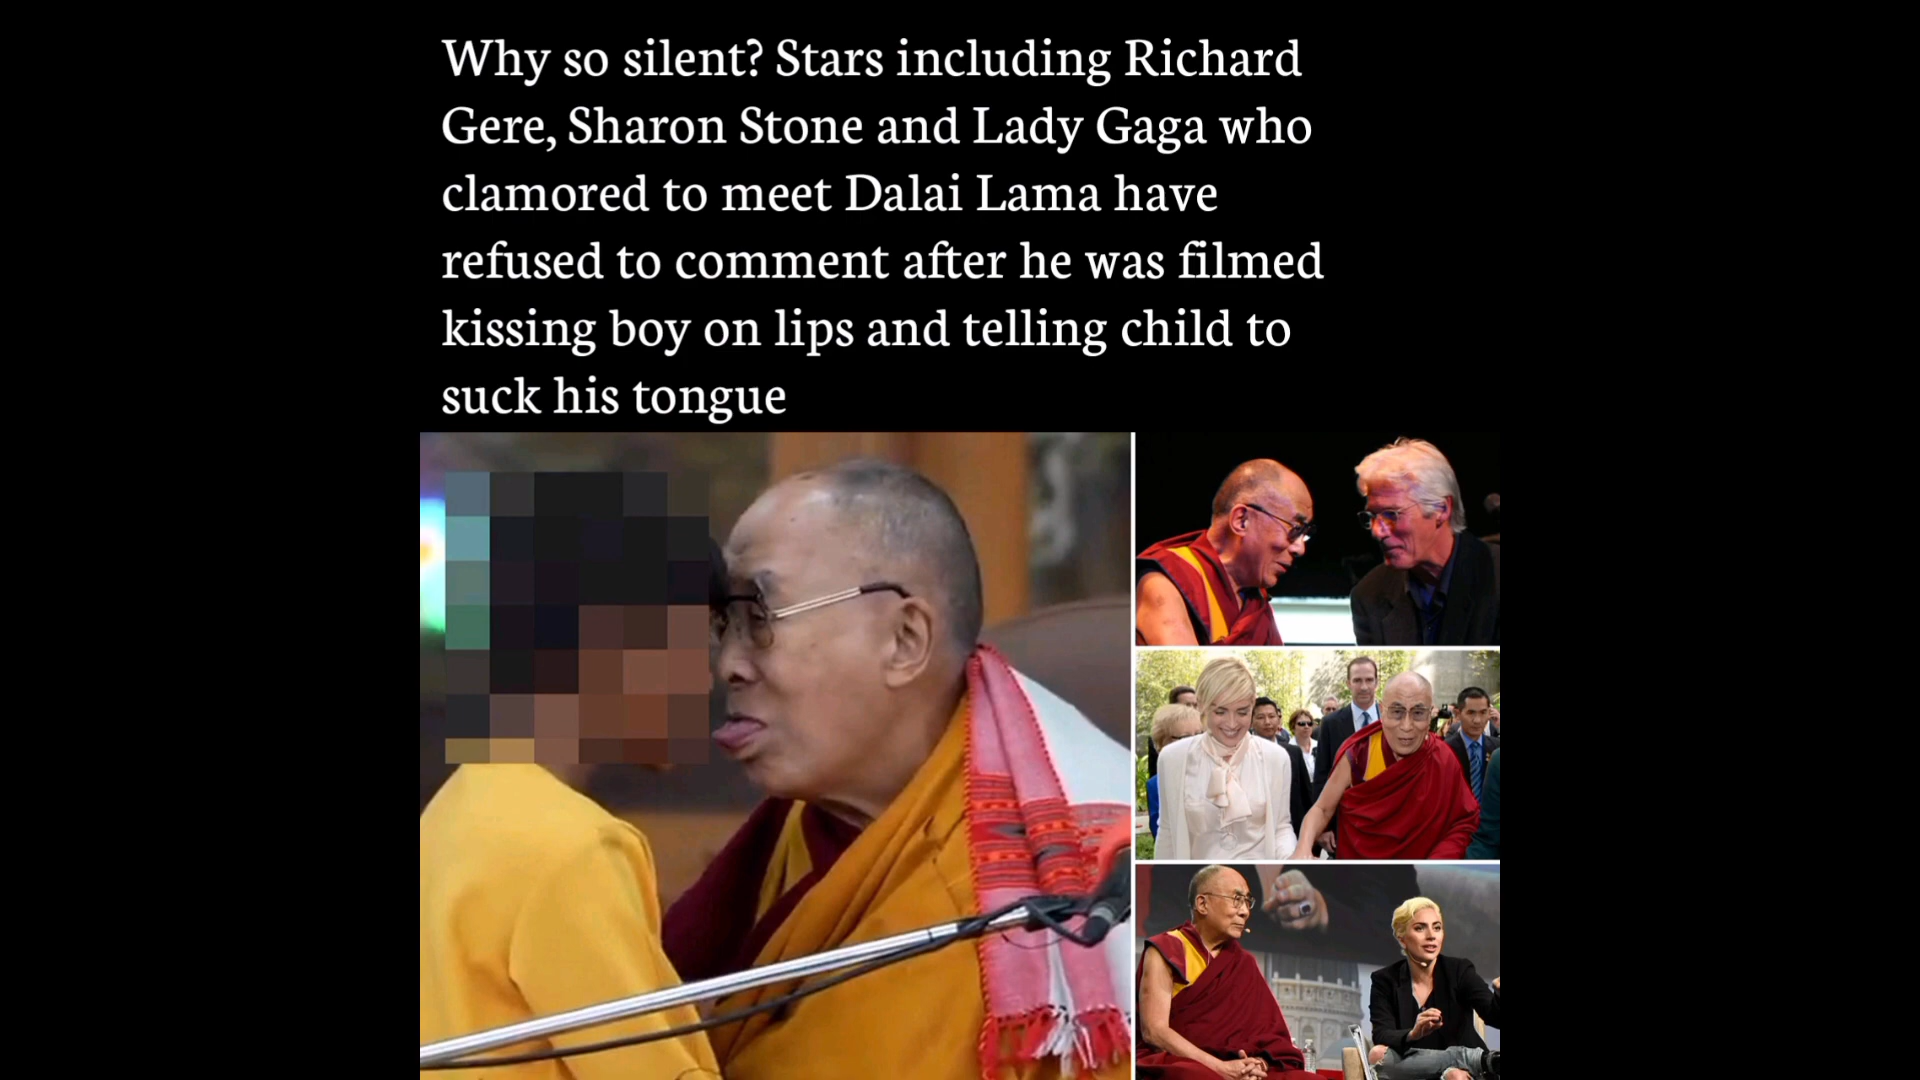 Why so silent? Stars including Richard
Gere, Sharon Stone and Lady Gaga who
clamored to meet Dalai Lama have
refused to comment after he was filmed
kissing boy on lips and telling child to
suck his tongue